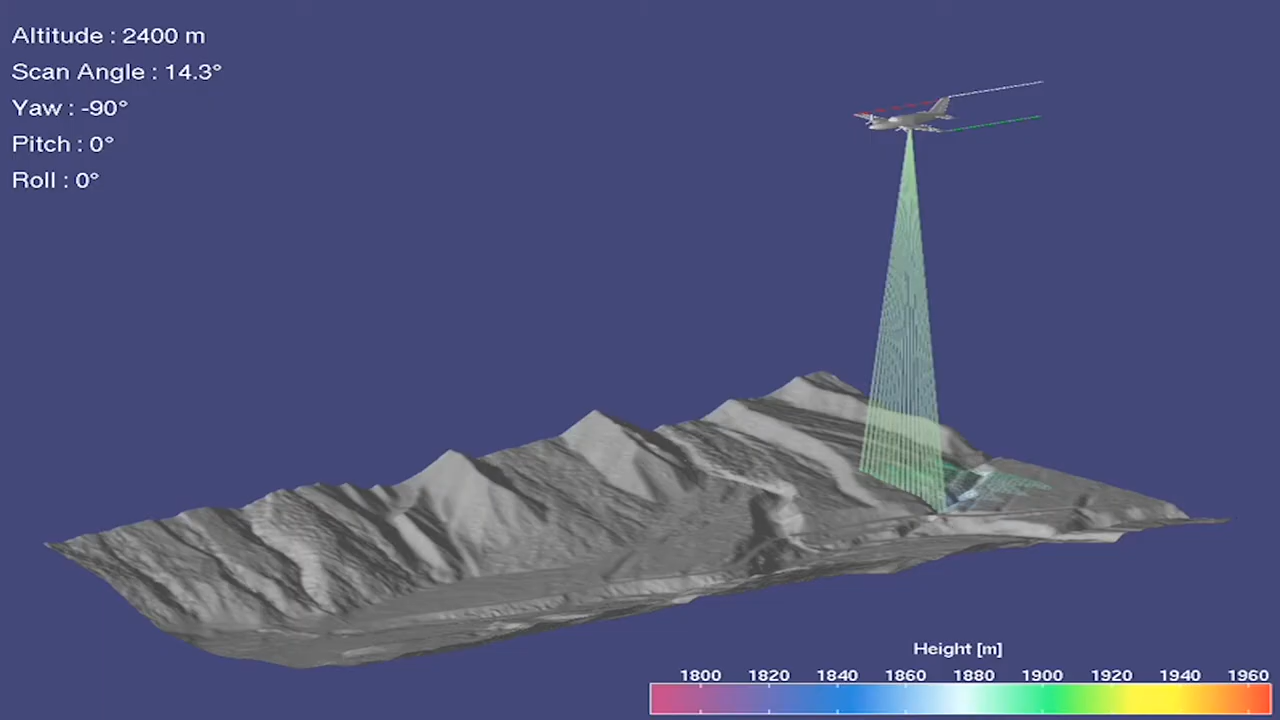 Altitude : 2400 m
Scan Angle : 14.3°
Yaw : -90°
Pitch : 0°
Roll : 0°
Height [m]
1800 1820 1840 1860 1880 1900 1920 1940 1960